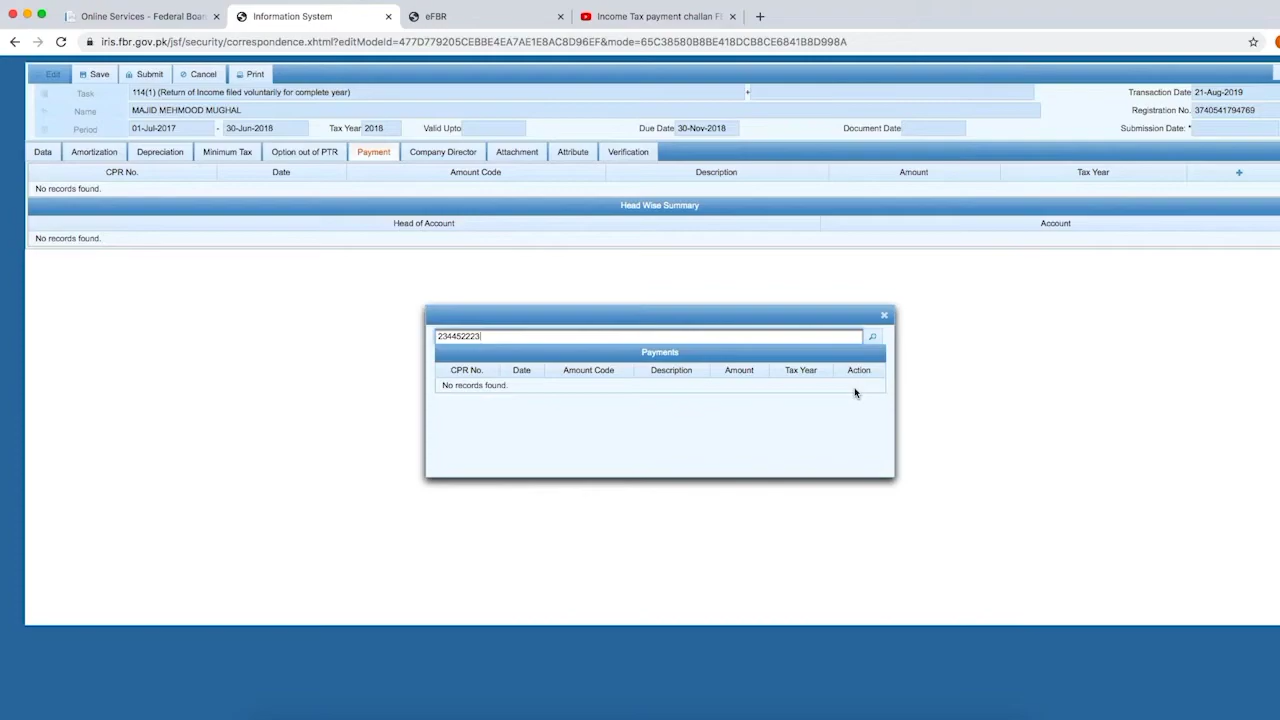 Online Services - Federal Boar
Information System
eFBR
Income Tax payment challan F
iris.fbr.gov.pk/jsf/security/correspondence.xhtml?editModeId=477D779205CEBBE4EA7AE1E8AC8D96EF&mode=65C38580B8BE418DCB8CE6841B8D998A
Edit Save Submit Cancel Print
Task 114(1) (Return of Income filed voluntarily for complete year) Transaction Date 21-Aug-2019
Name MAJID MEHMOOD MUGHAL Registration No. 3740541794769
Period 01-Jul-2017 - 30-Jun-2018 Tax Year 2018 Valid Upto Due Date 30-Nov-2018 Document Date Submission Date: *
Data Amortization Depreciation Minimum Tax Option out of PTR Payment Company Director Attachment Attribute Verification
CPR No. Date Amount Code Description Amount Tax Year +
No records found.
Head Wise Summary
Head of Account Account
No records found.
234452223
Payments
CPR No. Date Amount Code Description Amount Tax Year Action
No records found.